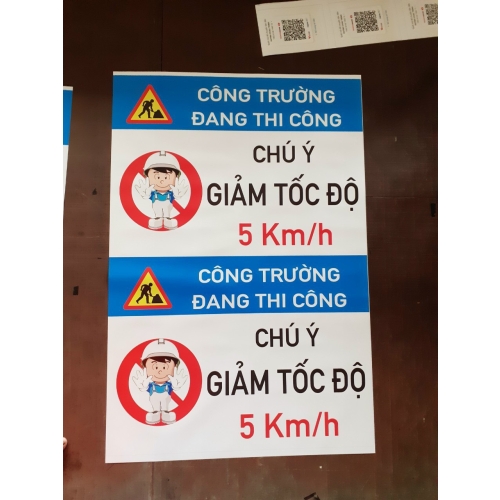 CÔNG TRƯỜNG
ĐANG THI CÔNG
CHÚ Ý
GIẢM TỐC ĐỘ
5 Km/h
CÔNG TRƯỜNG
ĐANG THI CÔNG
CHÚ Ý
GIẢM TỐC ĐỘ
5 Km/h